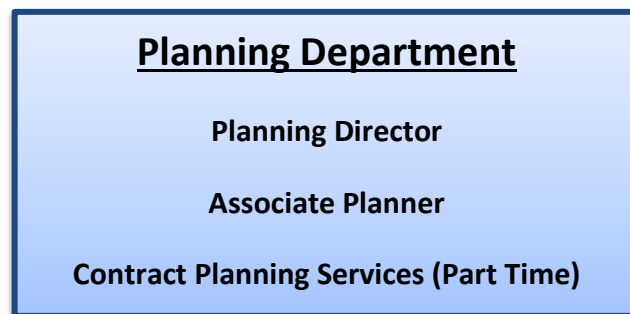 Planning Department
Planning Director
Associate Planner
Contract Planning Services (Part Time)